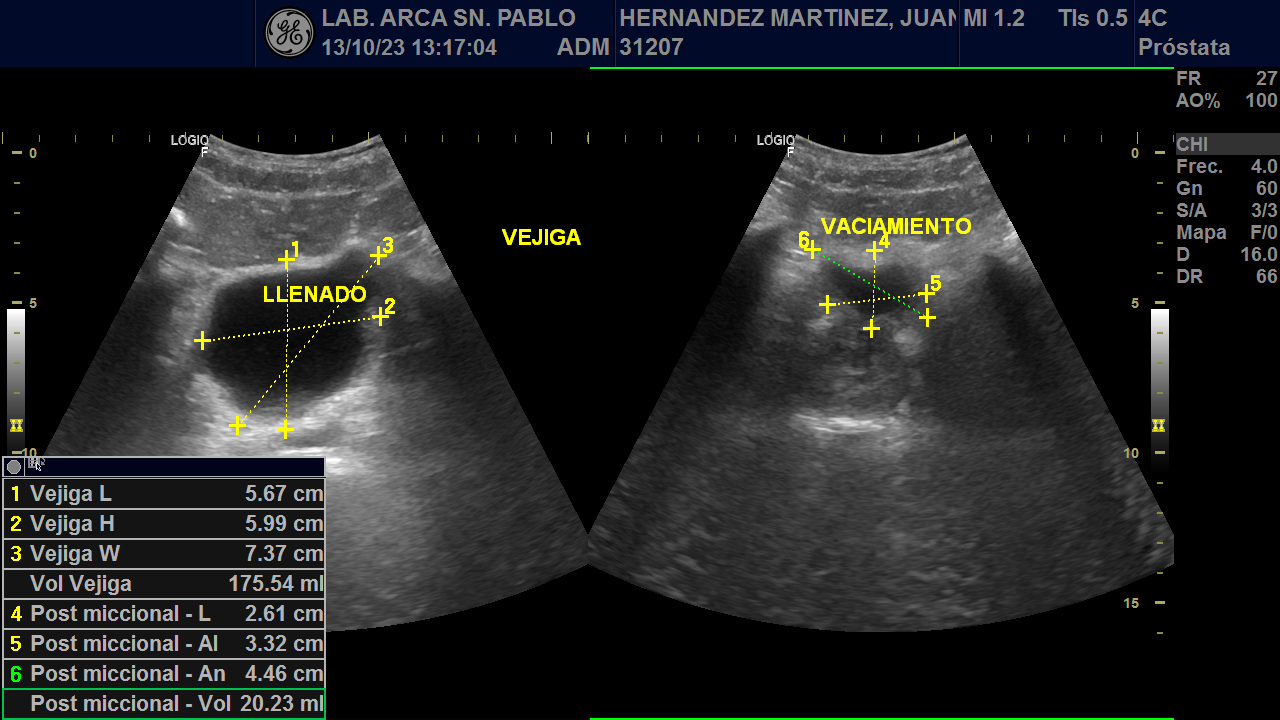 LAB. ARCA SN. PABLO
13/10/23 13:17:04 ADM
HERNANDEZ MARTINEZ, JUAN
31207
MI 1.2 TIs 0.5
4C
Próstata
FR 27
AO% 100
CHI
Frec. 4.0
Gn 60
S/A 3/3
Mapa F/0
D 16.0
DR 66
LOGIQ
F
LOGIQ
F
0
5
10
0
5
10
15
VEJIGA
LLENADO
1
2
3
VACIAMIENTO
4
5
6
1 Vejiga L 5.67 cm
2 Vejiga H 5.99 cm
3 Vejiga W 7.37 cm
Vol Vejiga 175.54 ml
4 Post miccional - L 2.61 cm
5 Post miccional - Al 3.32 cm
6 Post miccional - An 4.46 cm
Post miccional - Vol 20.23 ml